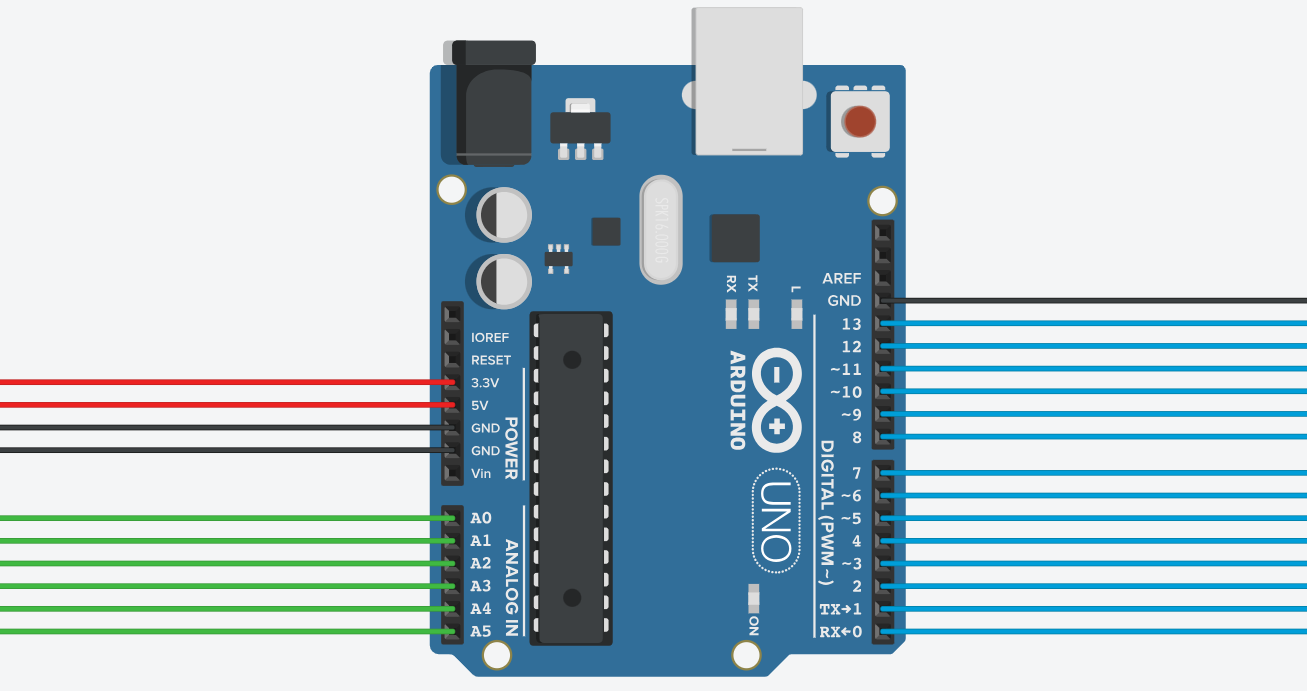 SPK16.000G
RX
TX
L
AREF
GND
13
12
~11
~10
~9
8
IOREF
RESET
3.3V
5V
GND
GND
Vin
POWER
ARDUINO
UNO
DIGITAL (PWM~)
7
~6
~5
4
~3
2
TX→1
RX←0
A0
A1
A2
A3
A4
A5
ANALOG IN
ON